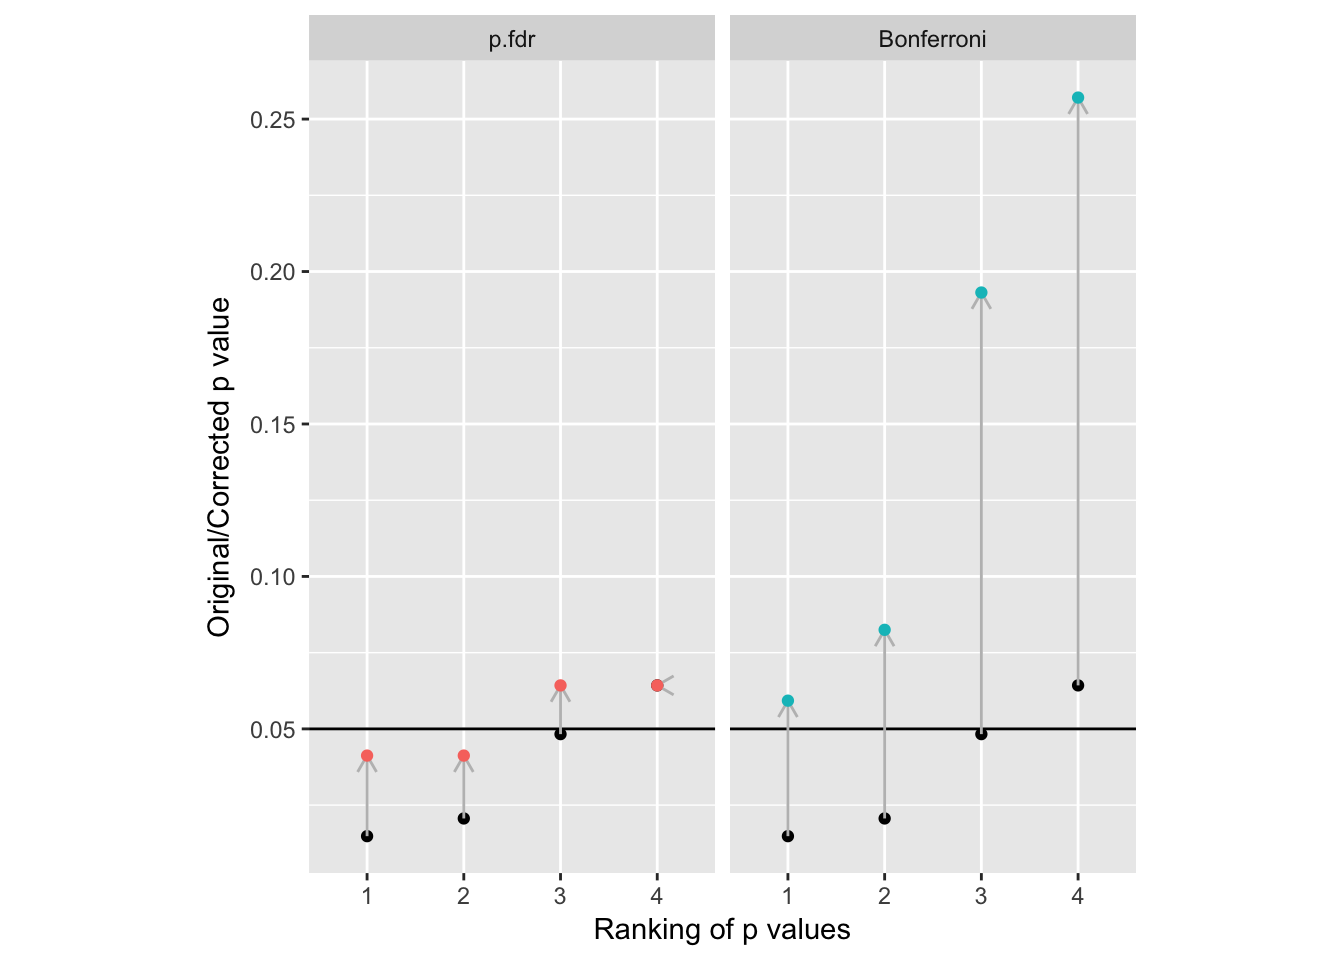 p.fdr
Bonferroni
Original/Corrected p value
0.25
0.20
0.15
0.10
0.05
1 2 3 4
1 2 3 4
Ranking of p values